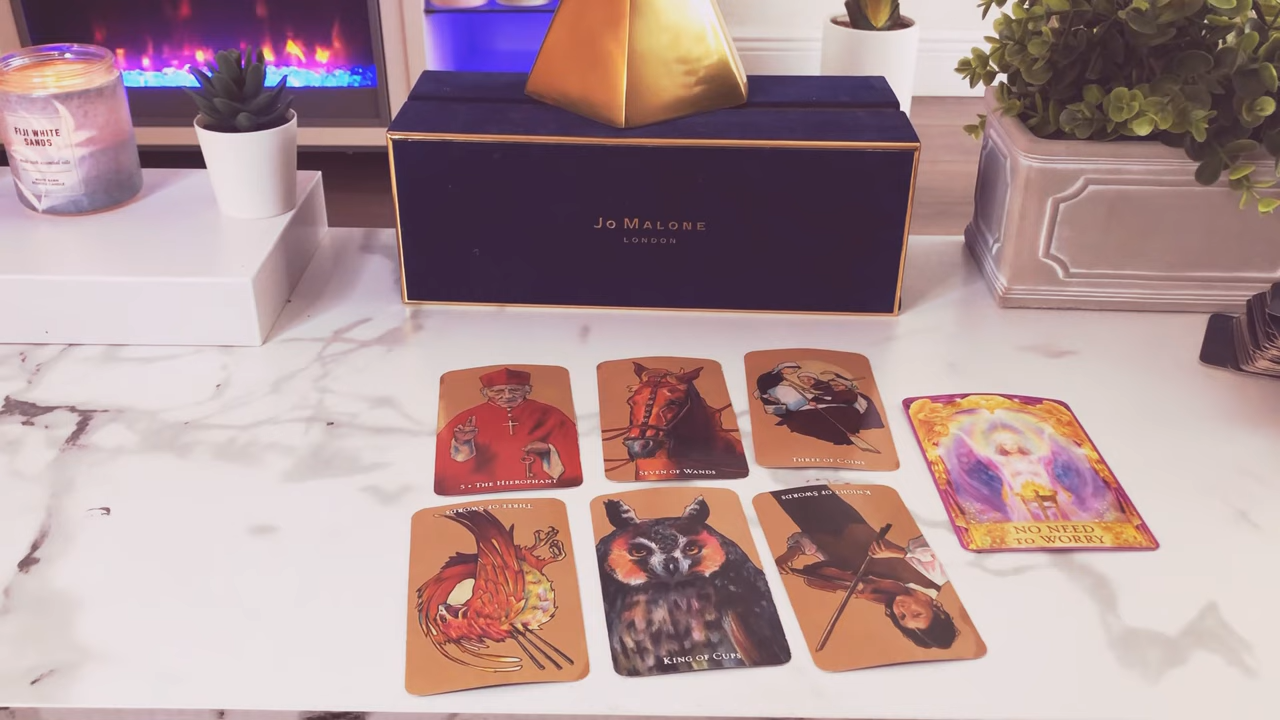 FIJI WHITE
SANDS
Jo MALONE
LONDON
5 • THE HIEROPHANT
SEVEN OF WANDS
THREE OF COINS
THREE OF SWORDS
KING OF CUPS
KNIGHT OF SWORDS
NO NEED
TO WORRY